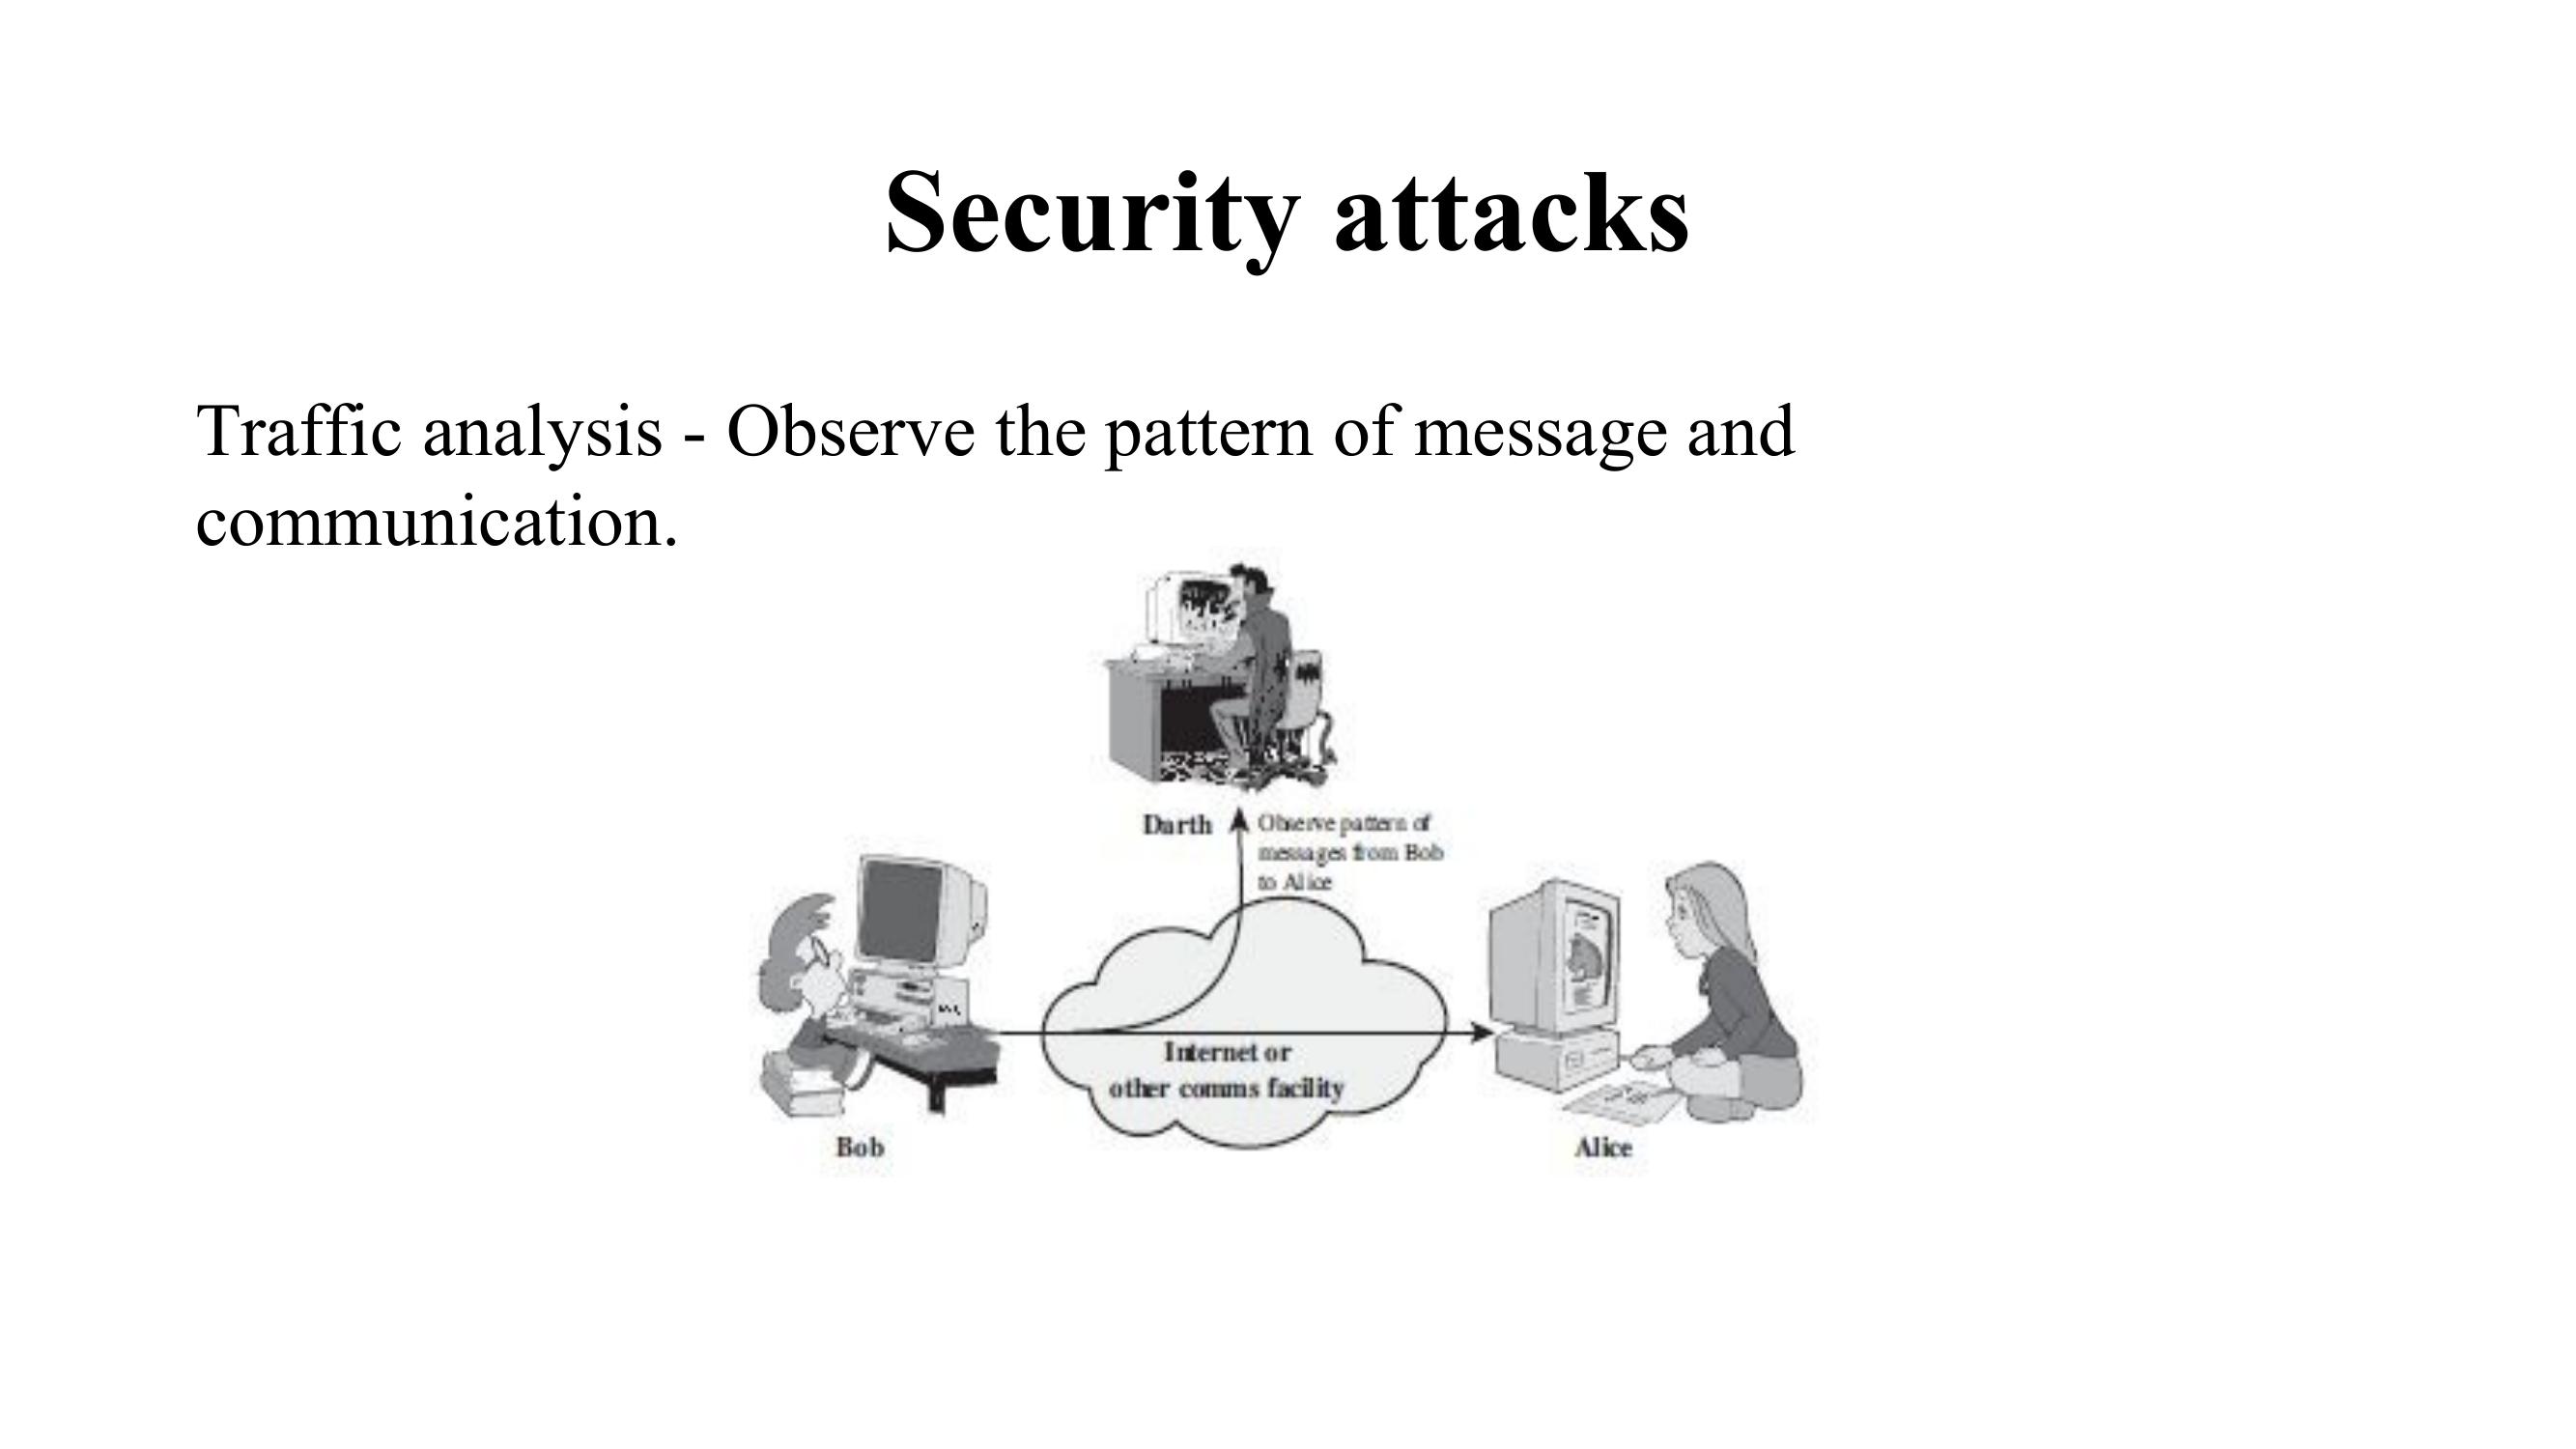 Security attacks
Traffic analysis - Observe the pattern of message and
communication.
Darth
Observe pattern of
messages from Bob
to Alice
Internet or
other comms facility
Bob
Alice